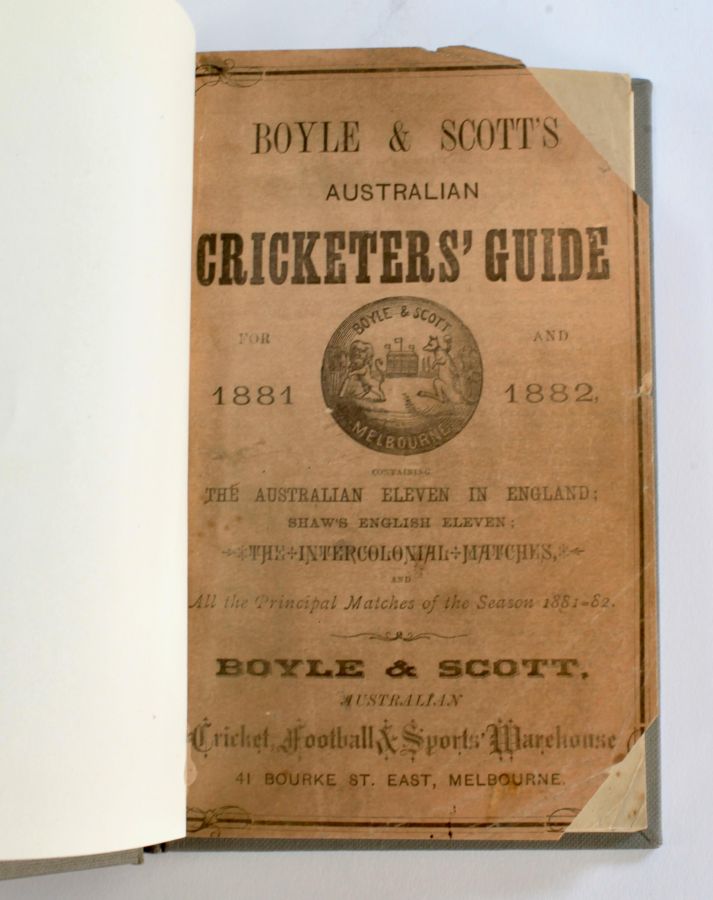 BOYLE & SCOTT'S
AUSTRALIAN
CRICKETERS' GUIDE
FOR AND
BOYLE & SCOTT
MELBOURNE
1881 1882,
CONTAINING
THE AUSTRALIAN ELEVEN IN ENGLAND;
SHAW'S ENGLISH ELEVEN;
THE INTERCOLONIAL MATCHES,
AND
All the Principal Matches of the Season 1881-82.
BOYLE & SCOTT,
AUSTRALIAN
Cricket, Football & Sports' Warehouse
41 BOURKE ST. EAST, MELBOURNE.